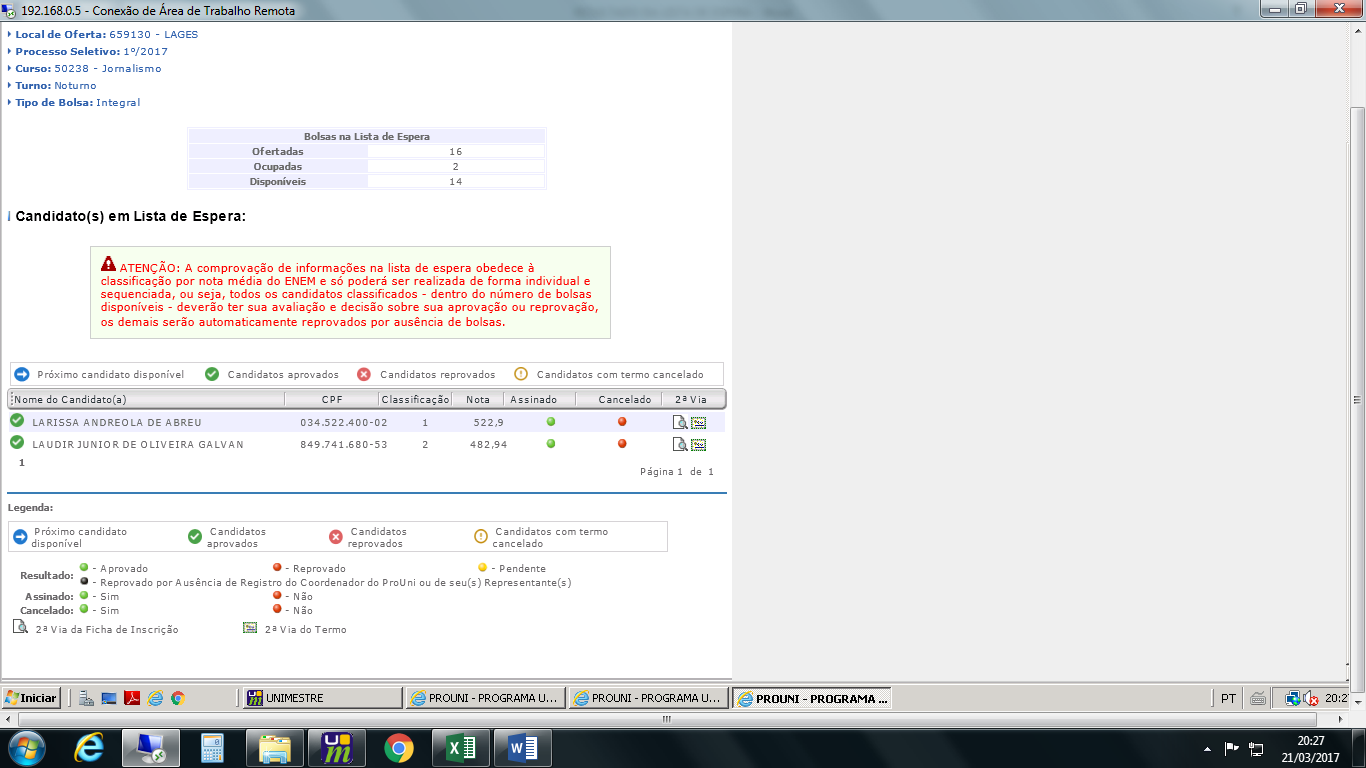 192.168.0.5 - Conexão de Área de Trabalho Remota
Local de Oferta: 659130 - LAGES
Processo Seletivo: 1º/2017
Curso: 50238 - Jornalismo
Turno: Noturno
Tipo de Bolsa: Integral
Bolsas na Lista de Espera
Ofertadas 16
Ocupadas 2
Disponíveis 14
Candidato(s) em Lista de Espera:
ATENÇÃO: A comprovação de informações na lista de espera obedece à
classificação por nota média do ENEM e só poderá ser realizada de forma individual e
sequenciada, ou seja, todos os candidatos classificados - dentro do número de bolsas
disponíveis - deverão ter sua avaliação e decisão sobre sua aprovação ou reprovação,
os demais serão automaticamente reprovados por ausência de bolsas.
Próximo candidato disponível Candidatos aprovados Candidatos reprovados Candidatos com termo cancelado
Nome do Candidato(a) CPF Classificação Nota Assinado Cancelado 2ª Via
LARISSA ANDREOLA DE ABREU 034.522.400-02 1 522,9
LAUDIR JUNIOR DE OLIVEIRA GALVAN 849.741.680-53 2 482,94
1
Página 1 de 1
Legenda:
Próximo candidato disponível Candidatos aprovados Candidatos reprovados Candidatos com termo cancelado
Resultado: - Aprovado - Reprovado - Pendente
- Reprovado por Ausência de Registro do Coordenador do ProUni ou de seu(s) Representante(s)
Assinado: - Sim - Não
Cancelado: - Sim - Não
2ª Via da Ficha de Inscrição 2ª Via do Termo
Iniciar UNIMESTRE PROUNI - PROGRAMA U... PROUNI - PROGRAMA U... PROUNI - PROGRAMA ... PT
20:27
21/03/2017